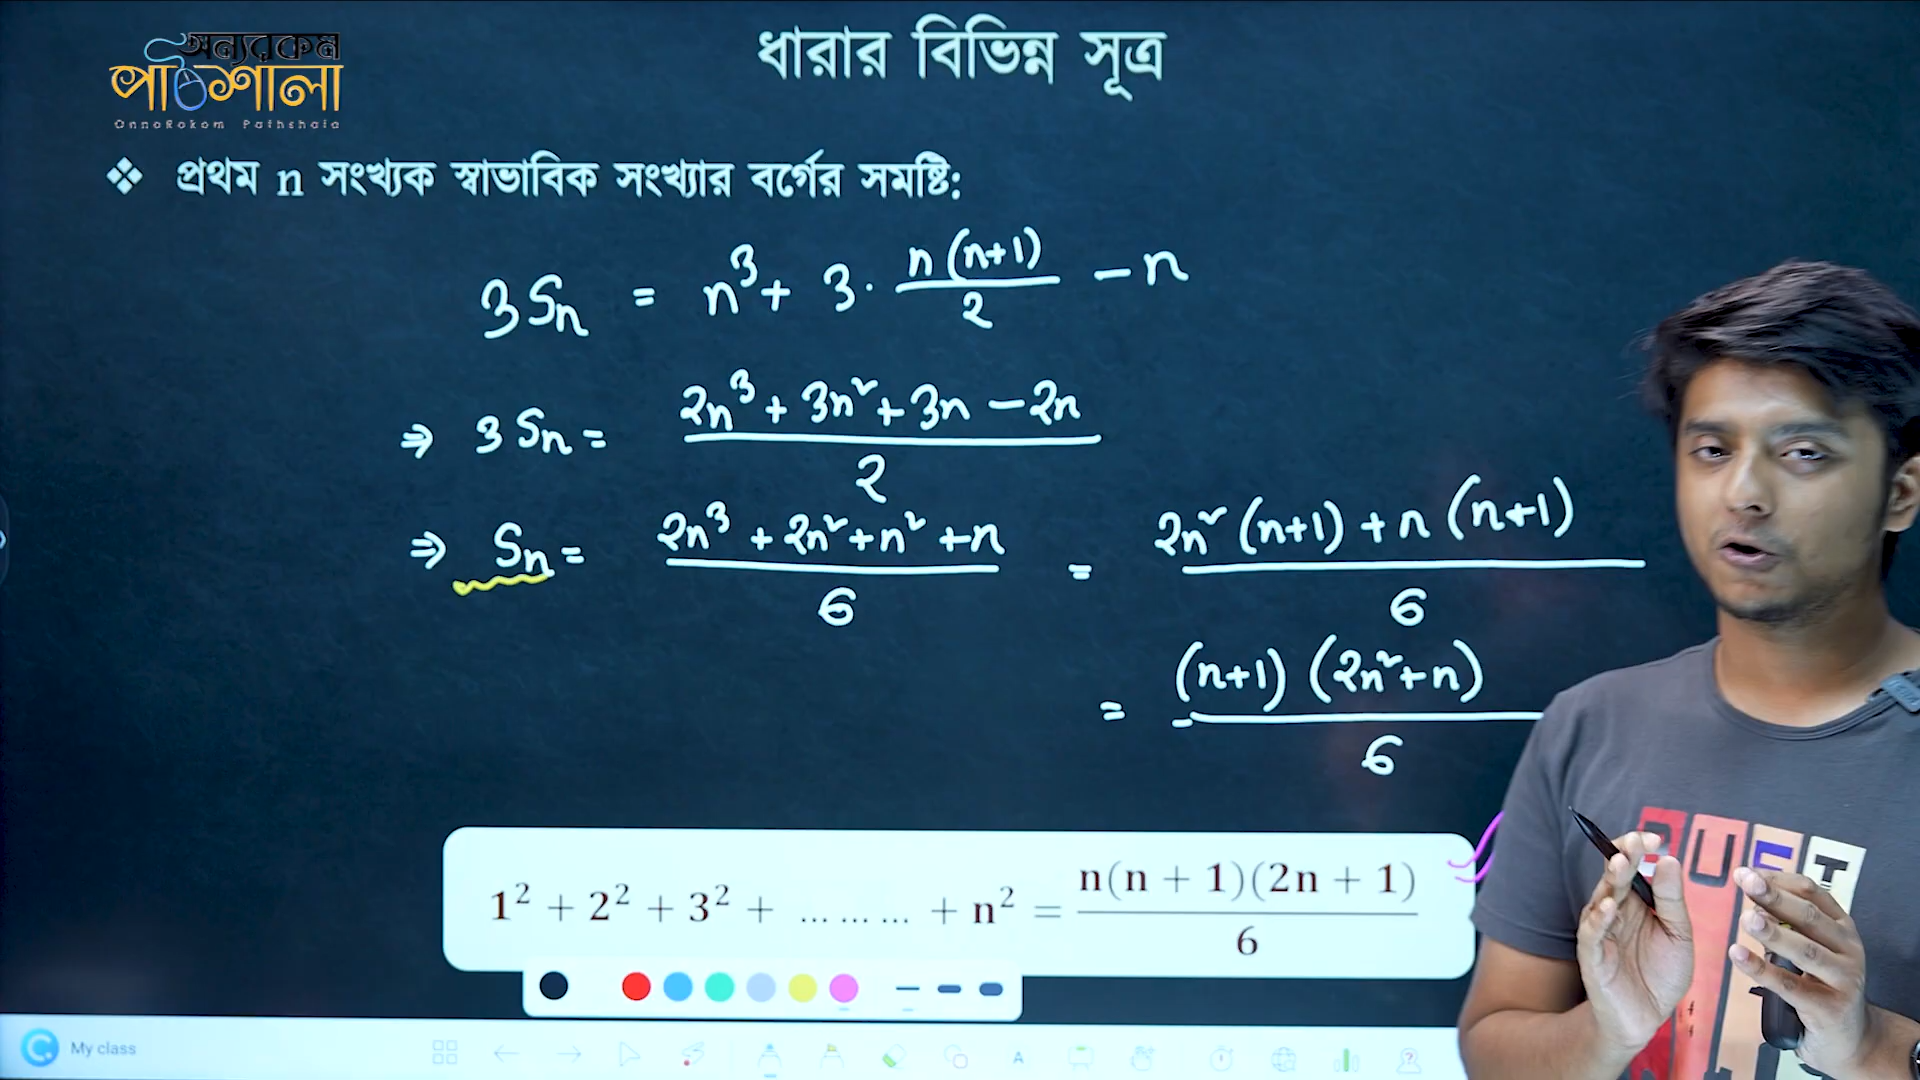 ধারার বিভিন্ন সূত্র
অন্যরকম
পাঠশালা
OnnoRokom Pathshala
❖ প্রথম n সংখ্যক স্বাভাবিক সংখ্যার বর্গের সমষ্টি:
3Sn = n³ + 3 · n(n+1)/2 − n
⇒ 3Sn = (2n³ + 3n² + 3n − 2n)/2
⇒ Sn = (2n³ + 2n² + n² + n)/6 = (2n²(n+1) + n(n+1))/6
= (n+1)(2n²+n)/6
1² + 2² + 3² + ... ... ... + n² = n(n + 1)(2n + 1)/6
BUET
My class